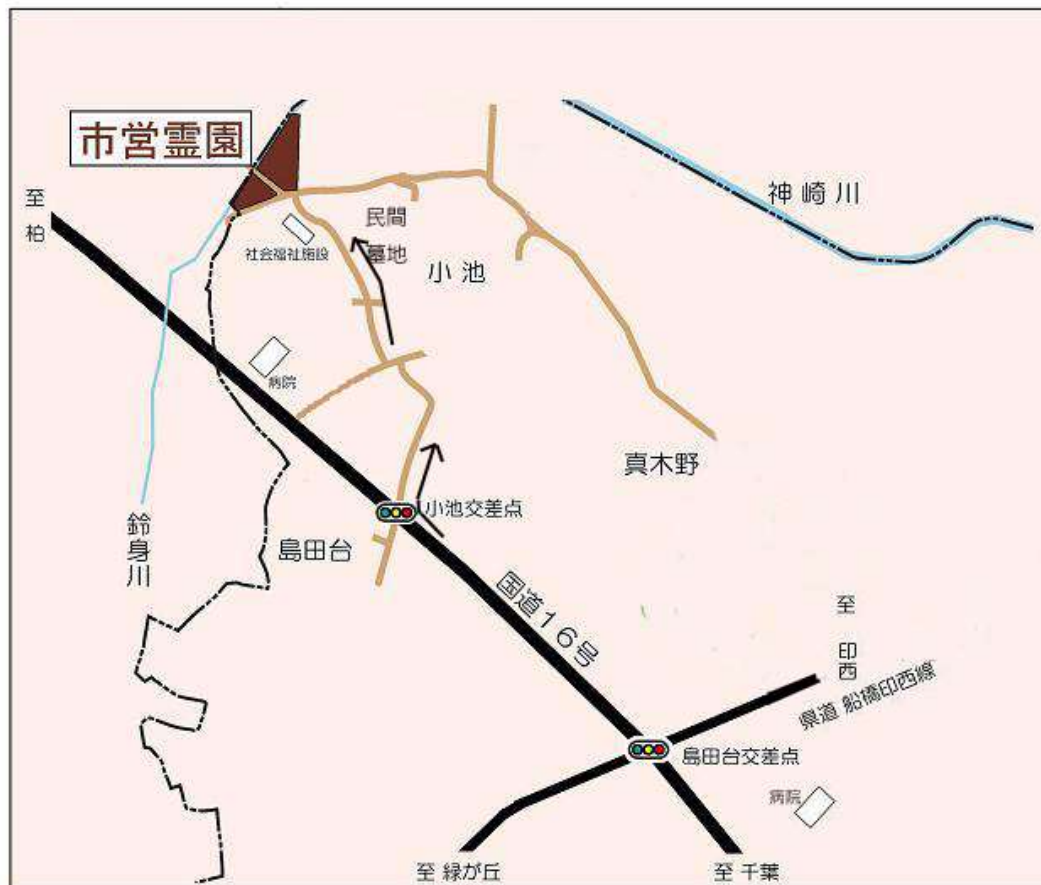 市営霊園
至
柏
神崎川
民間
墓地
社会福祉施設
小池
病院
真木野
小池交差点
鈴身川
島田台
国道16号
至
印西
県道 船橋印西線
島田台交差点
病院
至 緑が丘
至 千葉